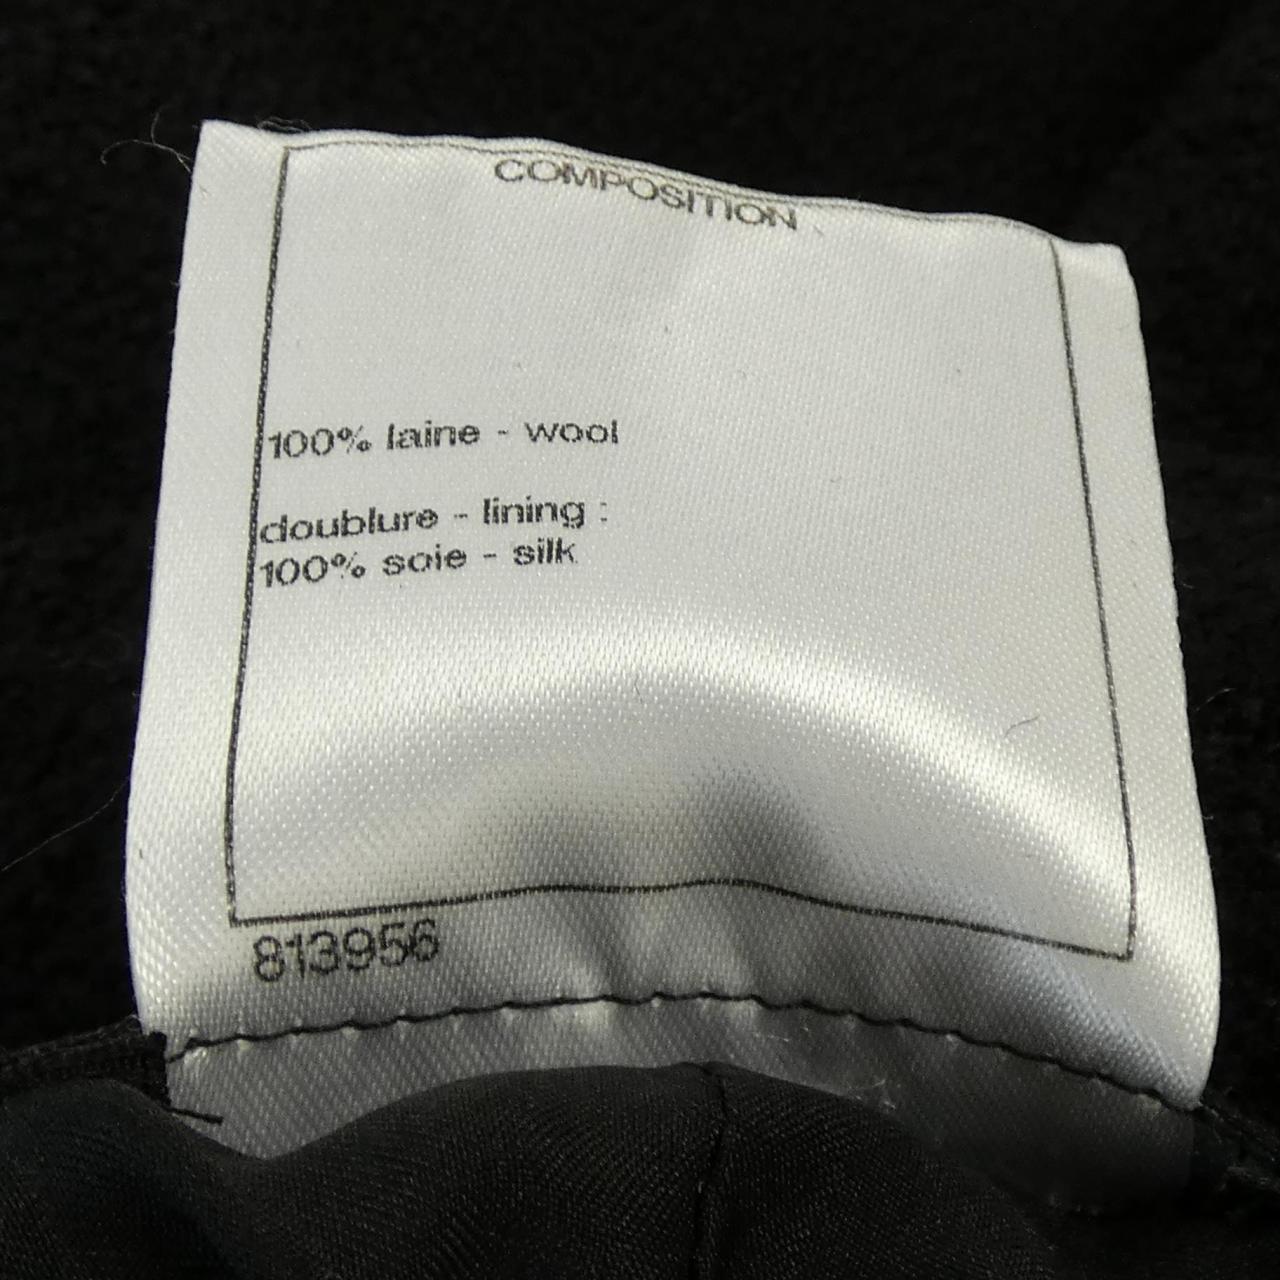 COMPOSITION
100% laine - wool
doublure - lining :
100% soie - silk
813956